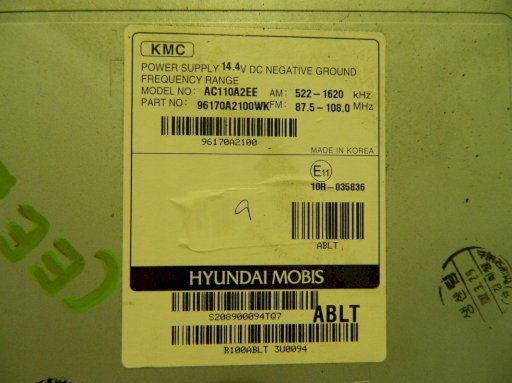 KMC
POWER SUPPLY 14.4V DC NEGATIVE GROUND
FREQUENCY RANGE
MODEL NO: AC110A2EE AM: 522-1620 kHz
PART NO: 96170A2100WK FM: 87.5-108.0 MHz
96170A2100
MADE IN KOREA
E11
10R-035836
9
ABLT
CEE
HYUNDAI MOBIS
S208900094TQ7 ABLT
B100ABLT 3U0094